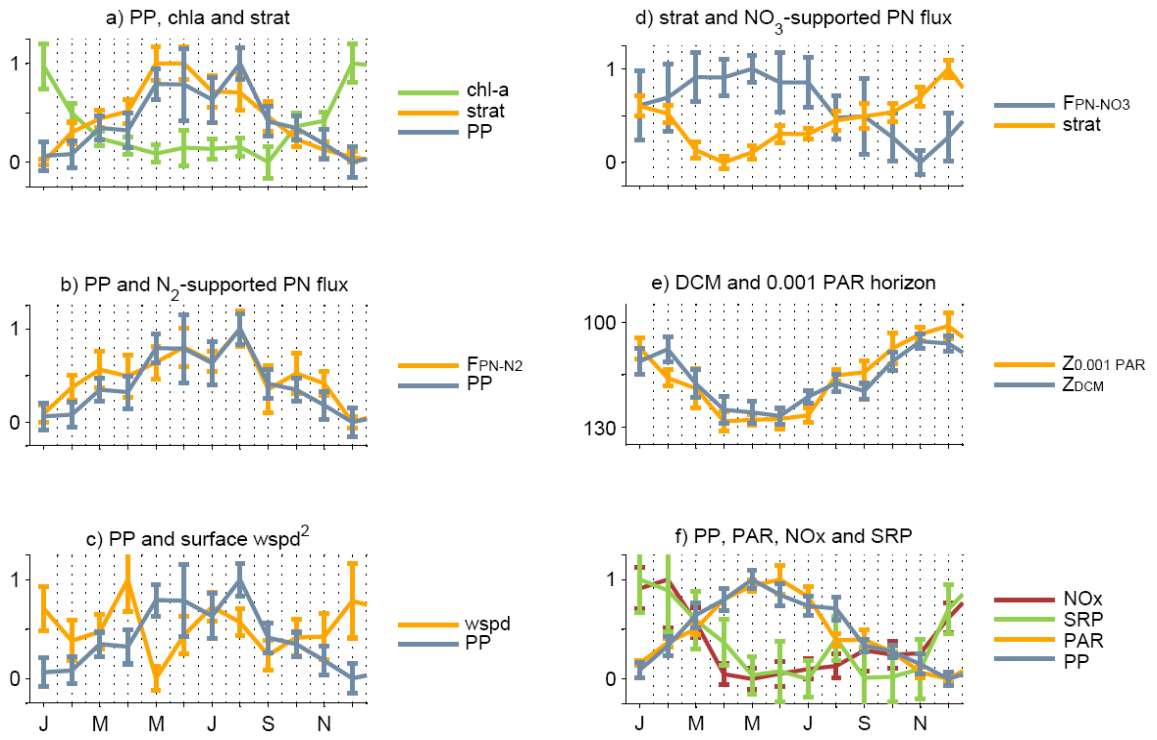 a) PP, chla and strat
1
0
chl-a
strat
PP
b) PP and N2-supported PN flux
1
0
FPN-N2
PP
c) PP and surface wspd2
1
0
J M M J S N
wspd
PP
d) strat and NO3-supported PN flux
1
0
FPN-NO3
strat
e) DCM and 0.001 PAR horizon
100
130
Z0.001 PAR
ZDCM
f) PP, PAR, NOx and SRP
1
0
J M M J S N
NOx
SRP
PAR
PP